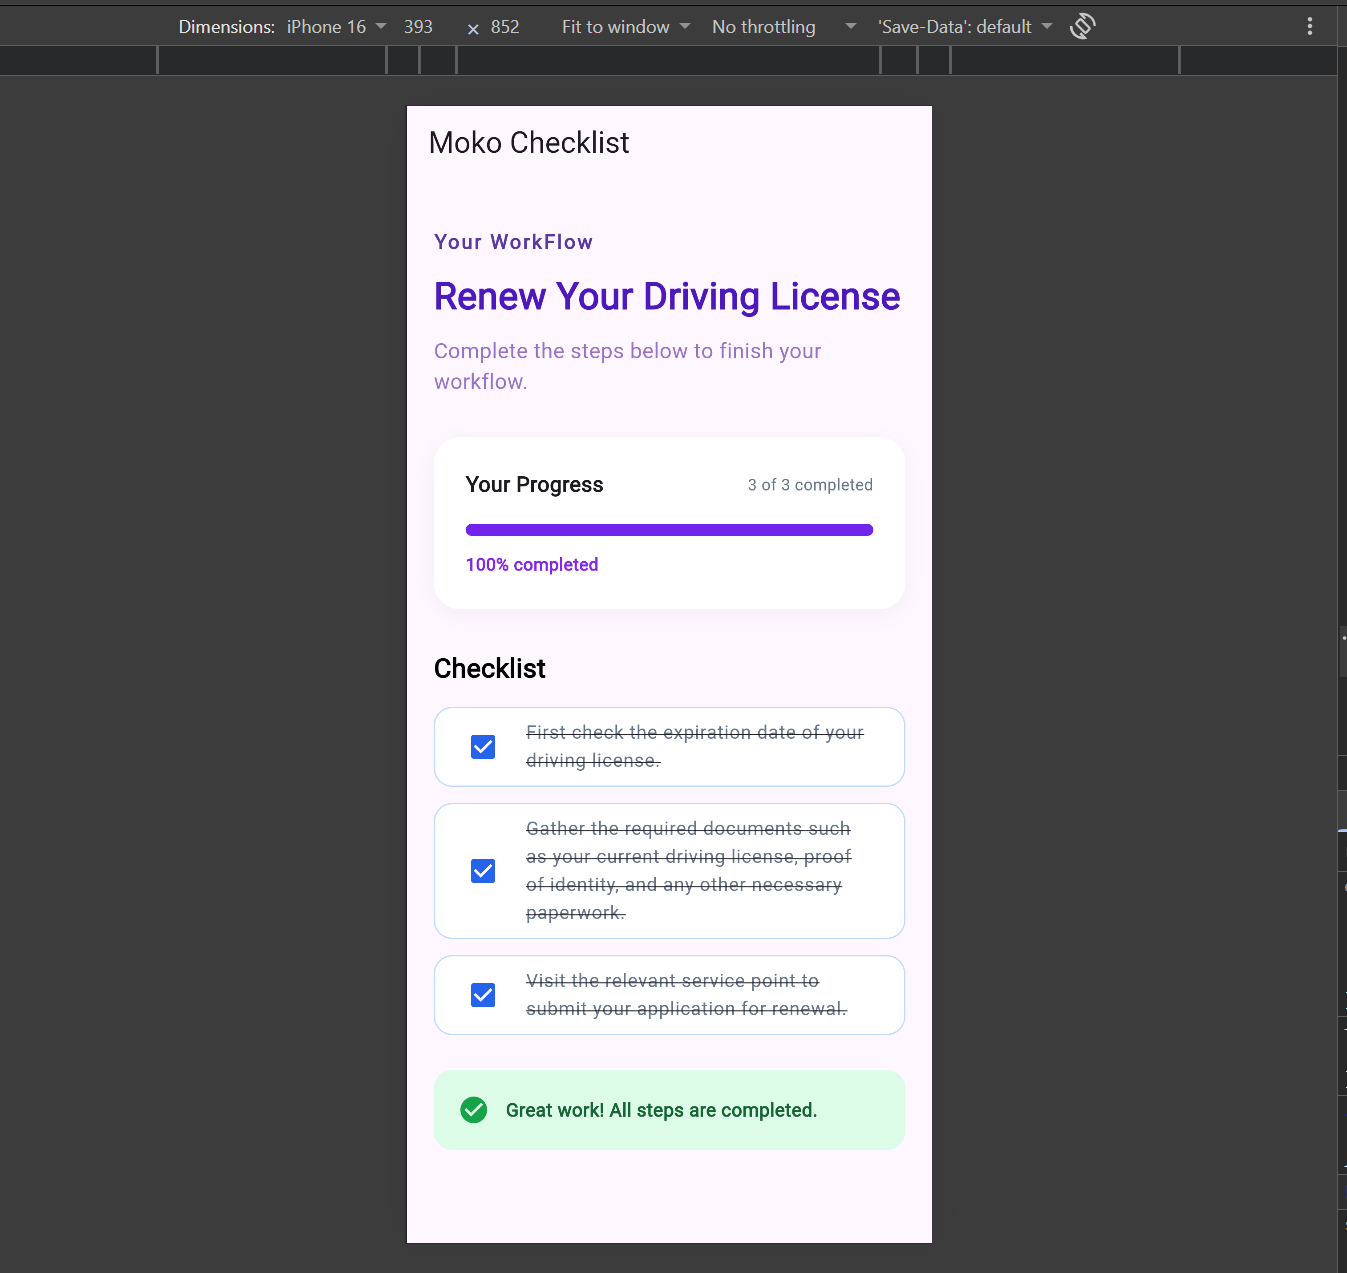 Dimensions: iPhone 16 393 × 852 Fit to window No throttling 'Save-Data': default
Moko Checklist
Your WorkFlow
Renew Your Driving License
Complete the steps below to finish your
workflow.
Your Progress 3 of 3 completed
100% completed
Checklist
First check the expiration date of your
driving license.
Gather the required documents such
as your current driving license, proof
of identity, and any other necessary
paperwork.
Visit the relevant service point to
submit your application for renewal.
Great work! All steps are completed.